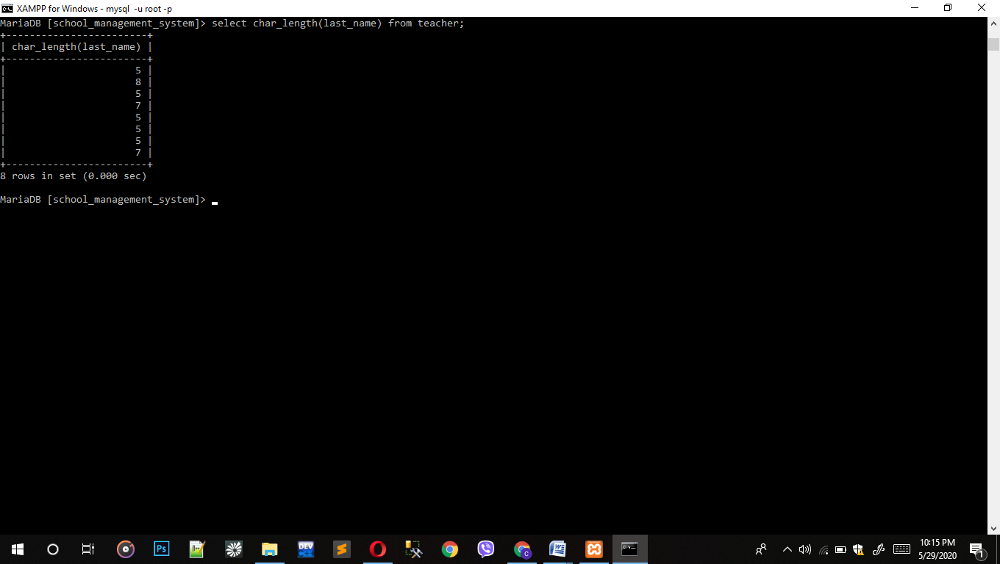 XAMPP for Windows - mysql  -u root -p
MariaDB [school_management_system]> select char_length(last_name) from teacher;
+------------------------+
| char_length(last_name) |
+------------------------+
|                      5 |
|                      8 |
|                      5 |
|                      7 |
|                      5 |
|                      5 |
|                      5 |
|                      7 |
+------------------------+
8 rows in set (0.000 sec)
MariaDB [school_management_system]>
Ps
DEV
C
W
10:15 PM
5/29/2020
1